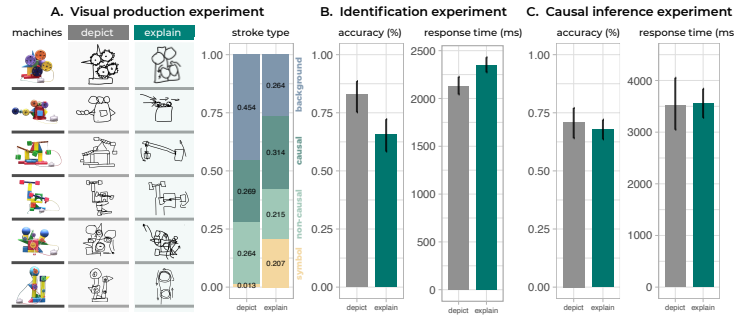 A. Visual production experiment
machines depict explain stroke type
1.00
0.75
0.50
0.25
0.00
0.454
0.269
0.264
0.013
0.264
0.314
0.215
0.207
background
causal
non-causal
symbol
depict explain
B. Identification experiment
accuracy (%) response time (ms)
1.00
0.75
0.50
0.25
0.00
depict explain
2500
2000
1500
1000
500
0
depict explain
C. Causal inference experiment
accuracy (%) response time (ms)
1.00
0.75
0.50
0.25
0.00
depict explain
4000
3000
2000
1000
0
depict explain